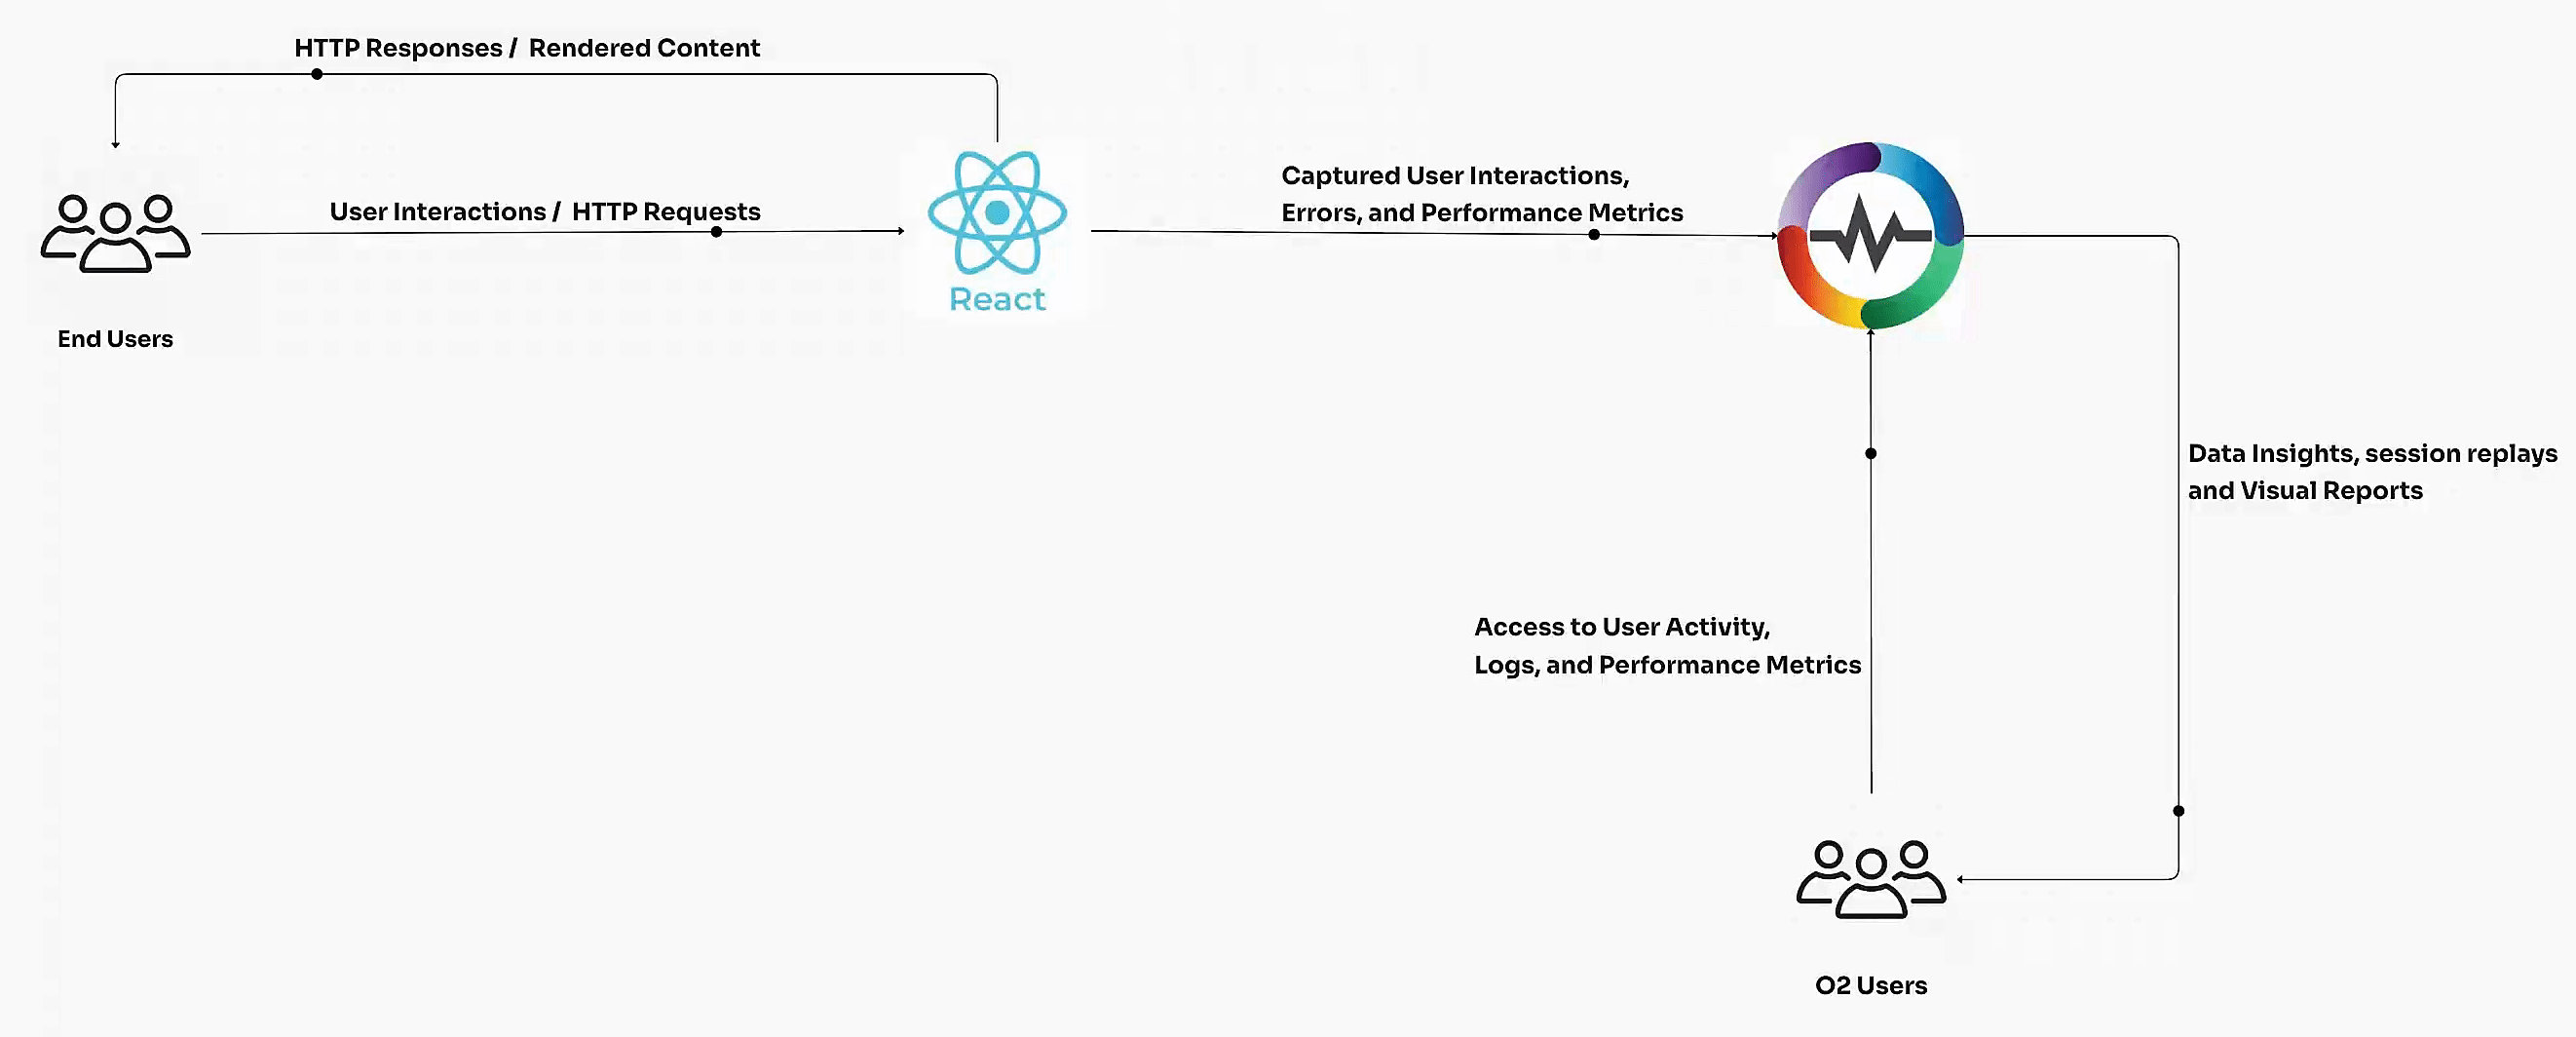 HTTP Responses / Rendered Content
User Interactions / HTTP Requests
End Users
React
Captured User Interactions,
Errors, and Performance Metrics
Data Insights, session replays
and Visual Reports
Access to User Activity,
Logs, and Performance Metrics
O2 Users